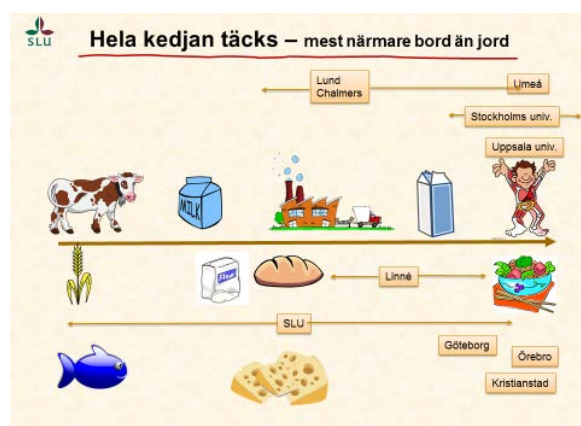 SLU
Hela kedjan täcks – mest närmare bord än jord
Lund
Chalmers
Umeå
Stockholms univ.
Uppsala univ.
MILK
Flour
Linné
SLU
Göteborg
Örebro
Kristianstad